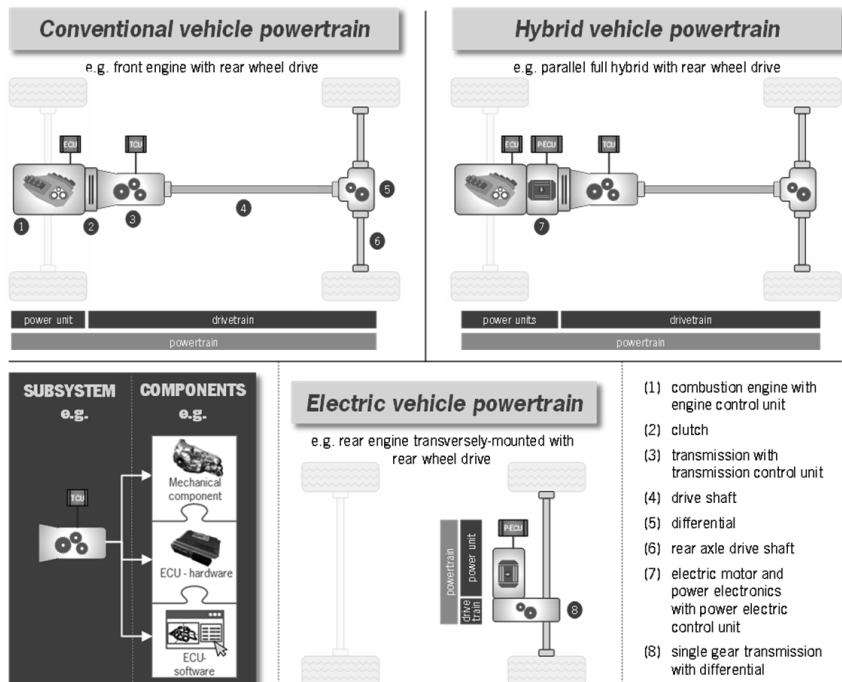 Conventional vehicle powertrain
e.g. front engine with rear wheel drive
ECU
TCU
1
2
3
4
5
6
power unit
drivetrain
powertrain
Hybrid vehicle powertrain
e.g. parallel full hybrid with rear wheel drive
ECU
P-ECU
TCU
7
power units
drivetrain
powertrain
SUBSYSTEM
e.g.
COMPONENTS
e.g.
TCU
Mechanical
component
ECU - hardware
ECU-
software
Electric vehicle powertrain
e.g. rear engine transversely-mounted with
rear wheel drive
P-ECU
powertrain
power unit
drive
train
8
(1) combustion engine with
engine control unit
(2) clutch
(3) transmission with
transmission control unit
(4) drive shaft
(5) differential
(6) rear axle drive shaft
(7) electric motor and
power electronics
with power electric
control unit
(8) single gear transmission
with differential